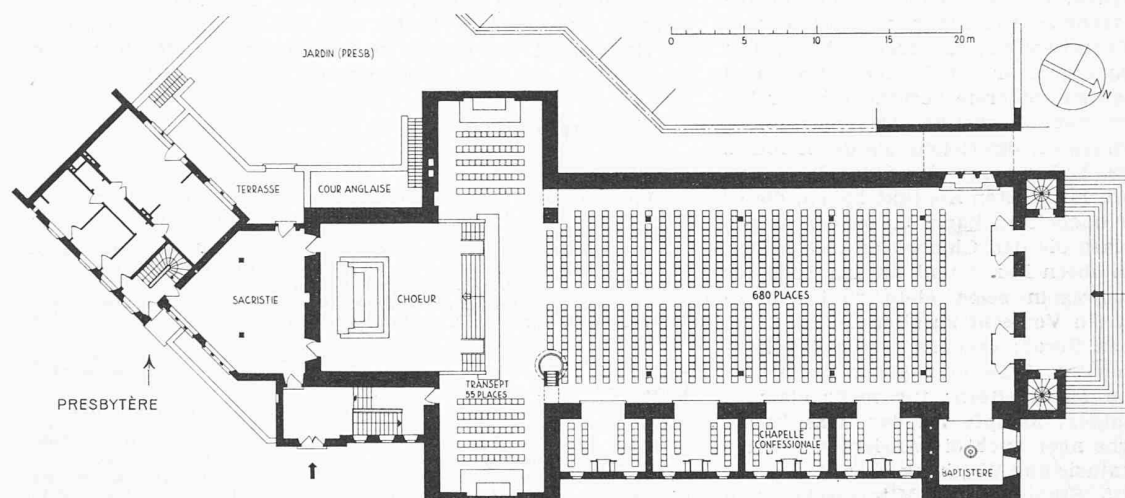 JARDIN (PRESB)
0 5 10 15 20 m
N
TERRASSE
COUR ANGLAISE
SACRISTIE
CHOEUR
680 PLACES
PRESBYTÈRE
TRANSEPT
55 PLACES
CHAPELLE
CONFESSIONALE
BAPTISTERE